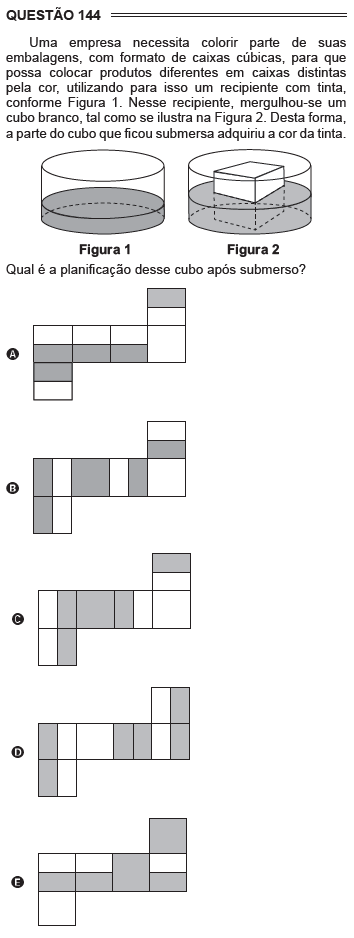 QUESTÃO 144
Uma empresa necessita colorir parte de suas
embalagens, com formato de caixas cúbicas, para que
possa colocar produtos diferentes em caixas distintas
pela cor, utilizando para isso um recipiente com tinta,
conforme Figura 1. Nesse recipiente, mergulhou-se um
cubo branco, tal como se ilustra na Figura 2. Desta forma,
a parte do cubo que ficou submersa adquiriu a cor da tinta.
Figura 1
Figura 2
Qual é a planificação desse cubo após submerso?
A
B
C
D
E